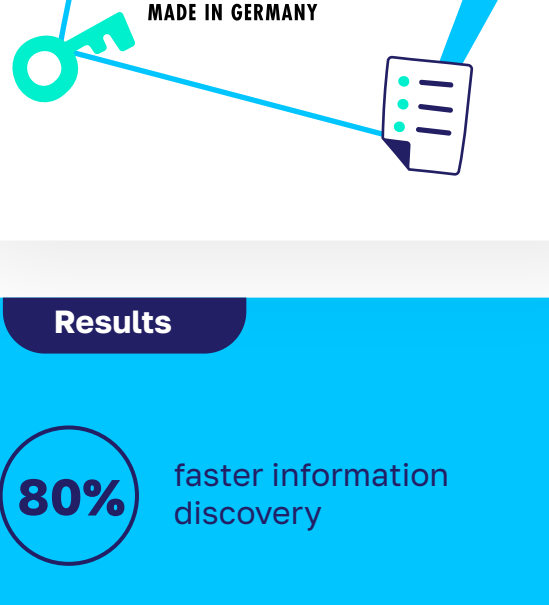 MADE IN GERMANY
Results
80%
faster information
discovery